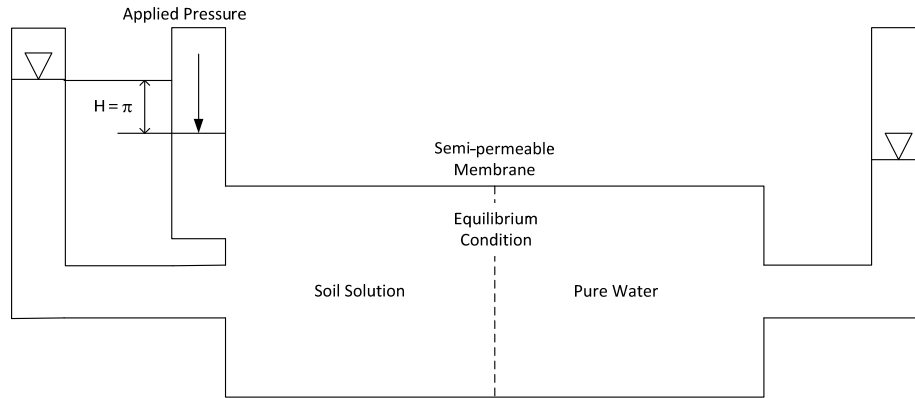 Applied Pressure
H = π
Semi-permeable
Membrane
Equilibrium
Condition
Soil Solution
Pure Water